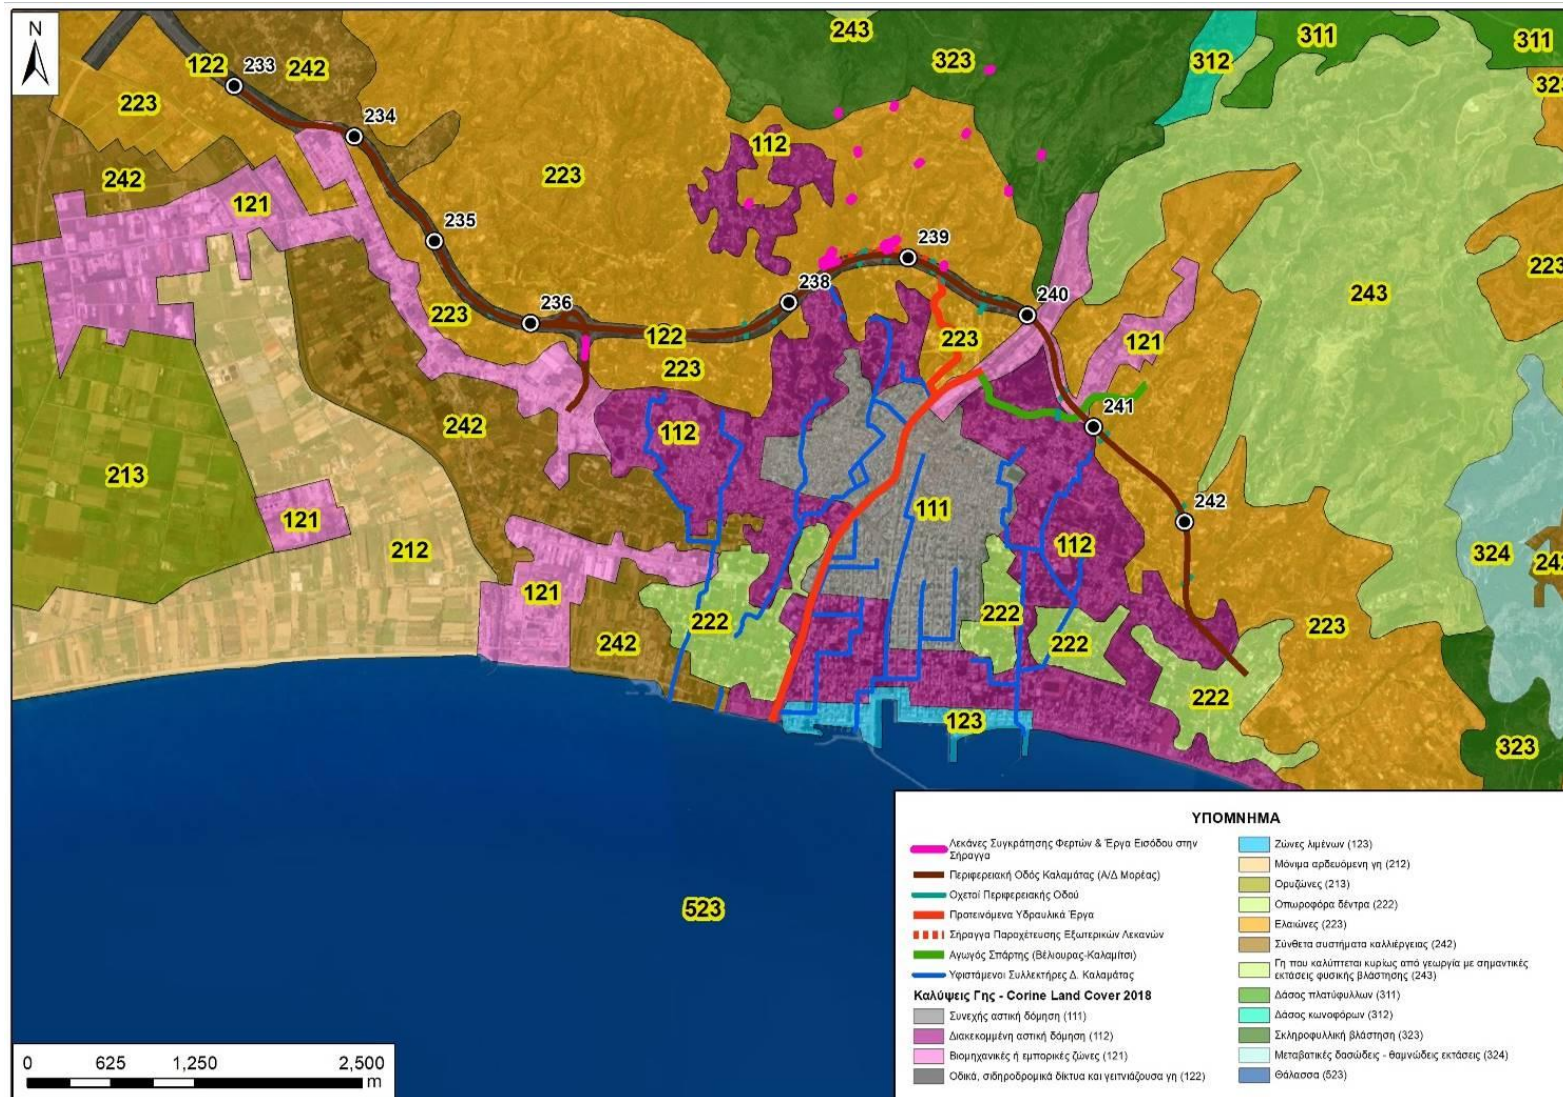 N
243
323
312
311
311
323
122
233
242
223
234
112
242
223
121
235
239
223
243
238
240
236
223
122
223
121
223
241
242
112
213
242
111
121
212
112
324
242
121
222
222
223
242
222
222
123
323
523
ΥΠΟΜΝΗΜΑ
Λεκάνες Συγκράτησης Φερτών & Έργα Εισόδου στην
Σήραγγα
Περιφερειακή Οδός Καλαμάτας (Α/Δ Μορέας)
Οχετοί Περιφερειακής Οδού
Προτεινόμενα Υδραυλικά Έργα
Σήραγγα Παροχέτευσης Εξωτερικών Λεκανών
Αγωγός Σπάρτης (Βέλιουρας-Καλαμίτσι)
Υφιστάμενοι Συλλεκτήρες Δ. Καλαμάτας
Καλύψεις Γης - Corine Land Cover 2018
Συνεχής αστική δόμηση (111)
Διακεκομμένη αστική δόμηση (112)
Βιομηχανικές ή εμπορικές ζώνες (121)
Οδικά, σιδηροδρομικά δίκτυα και γειτνιάζουσα γη (122)
Ζώνες λιμένων (123)
Μόνιμα αρδευόμενη γη (212)
Ορυζώνες (213)
Οπωροφόρα δέντρα (222)
Ελαιώνες (223)
Σύνθετα συστήματα καλλιέργειας (242)
Γη που καλύπτεται κυρίως από γεωργία με σημαντικές
εκτάσεις φυσικής βλάστησης (243)
Δάσος πλατύφυλλων (311)
Δάσος κωνοφόρων (312)
Σκληροφυλλική βλάστηση (323)
Μεταβατικές δασώδεις - θαμνώδεις εκτάσεις (324)
Θάλασσα (523)
0 625 1,250 2,500
m